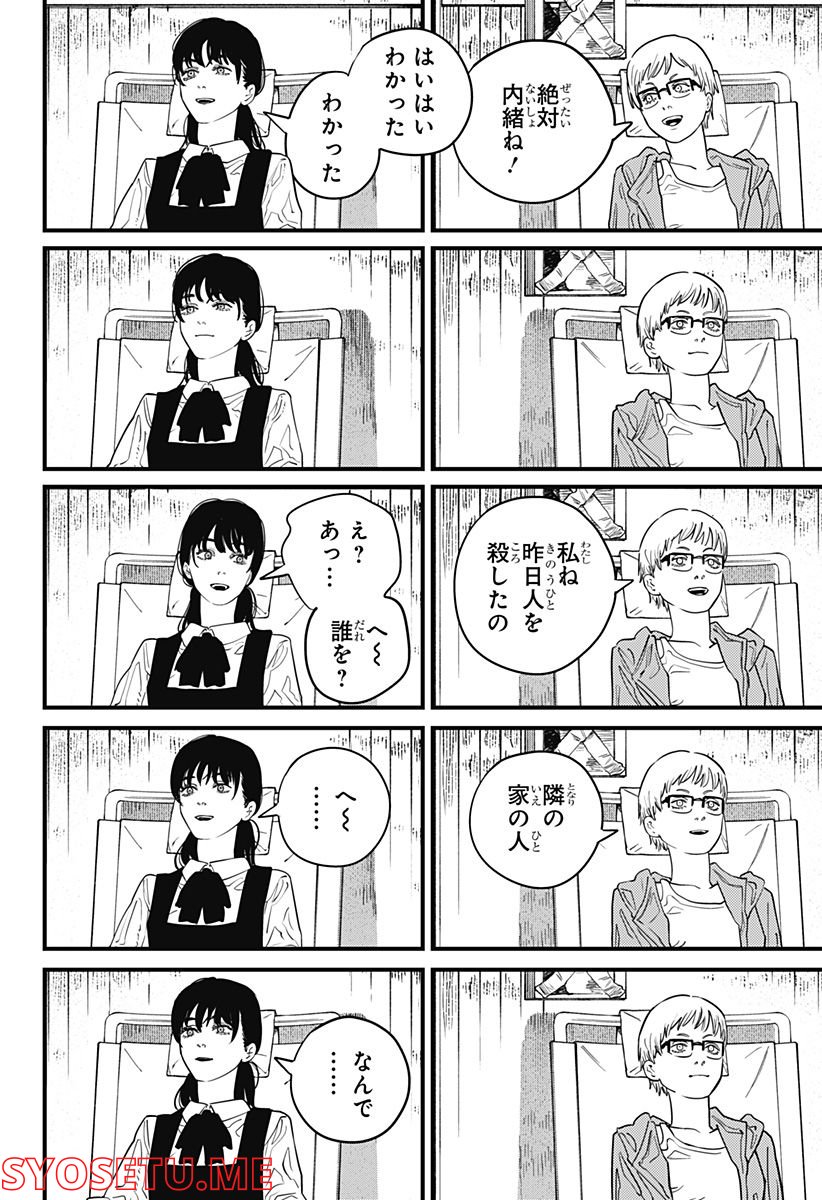 絶対
内緒ね!
はいはい
わかった
わかった
私ね
昨日人を
殺したの
え?
あっ…
へ〜
誰を?
隣の
家の人
へ〜
……
なんで
……
SYOSETU.ME